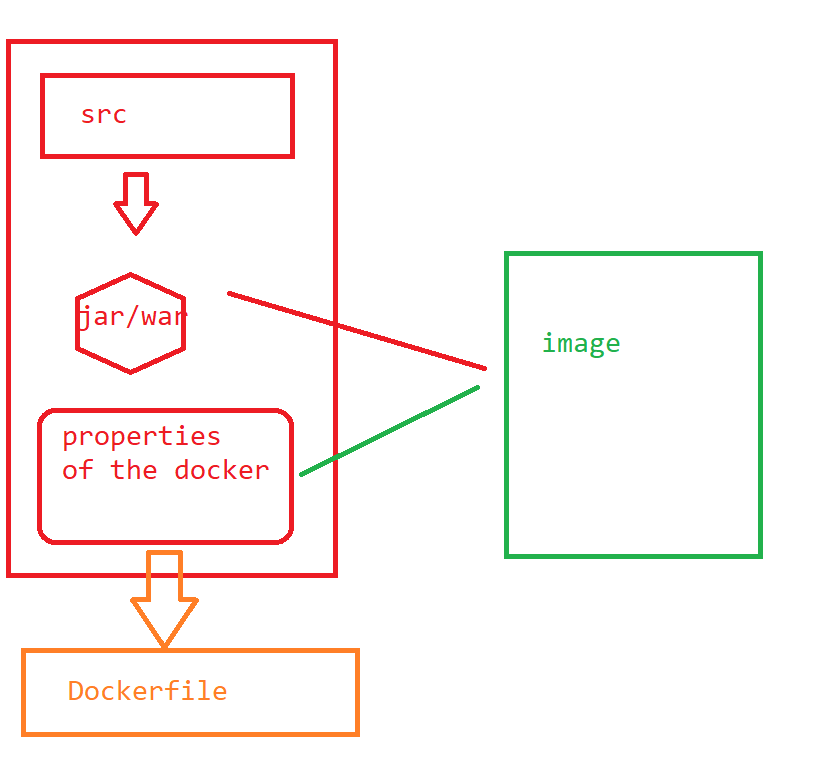 src
jar/war
properties
of the docker
image
Dockerfile